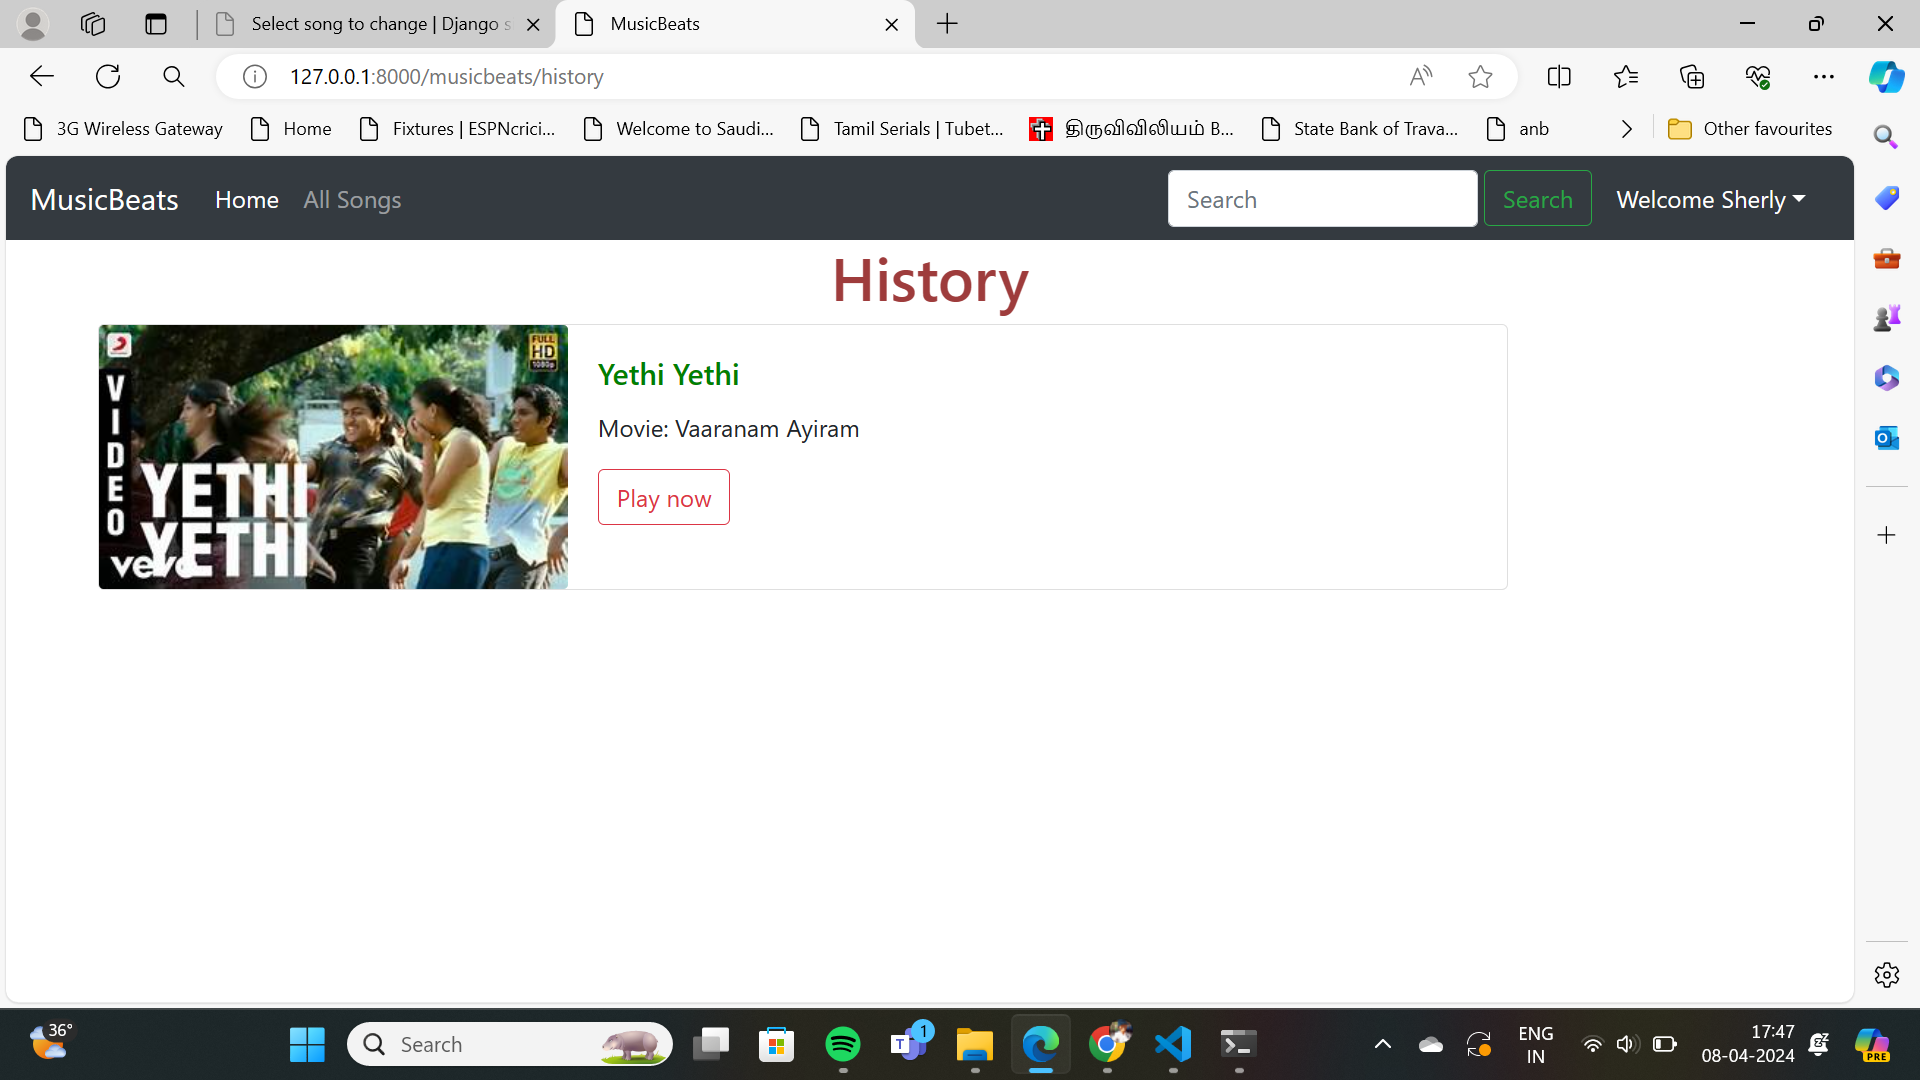 Select song to change | Django s
MusicBeats
127.0.0.1:8000/musicbeats/history
3G Wireless Gateway
Home
Fixtures | ESPNcrici...
Welcome to Saudi...
Tamil Serials | Tubet...
திருவிவிலியம் B...
State Bank of Trava...
anb
Other favourites
MusicBeats
Home
All Songs
Search
Search
Welcome Sherly
History
FULL
HD
1080p
VIDEO
YETHI
YETHI
vevo
Yethi Yethi
Movie: Vaaranam Ayiram
Play now
36°
Search
1
ENG
IN
17:47
08-04-2024
PRE